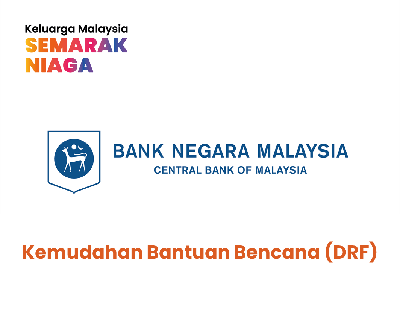 Keluarga Malaysia
SEMARAK
NIAGA
BANK NEGARA MALAYSIA
CENTRAL BANK OF MALAYSIA
Kemudahan Bantuan Bencana (DRF)